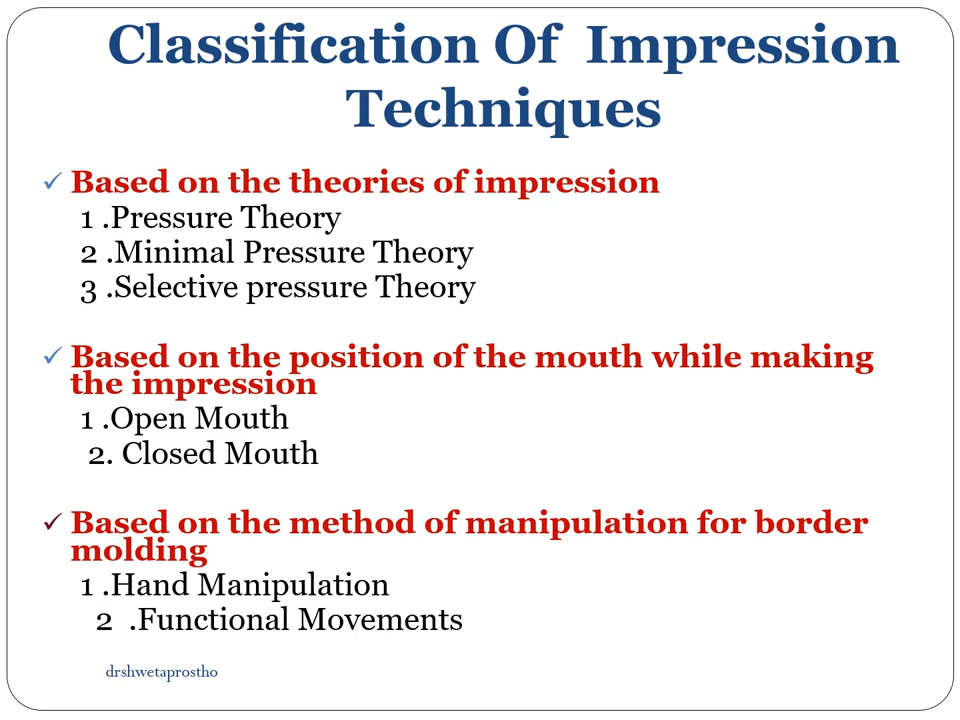 Classification Of Impression
Techniques
✓ Based on the theories of impression
1 .Pressure Theory
2 .Minimal Pressure Theory
3 .Selective pressure Theory
✓ Based on the position of the mouth while making
the impression
1 .Open Mouth
2. Closed Mouth
✓ Based on the method of manipulation for border
molding
1 .Hand Manipulation
2 .Functional Movements
drshwetaprostho